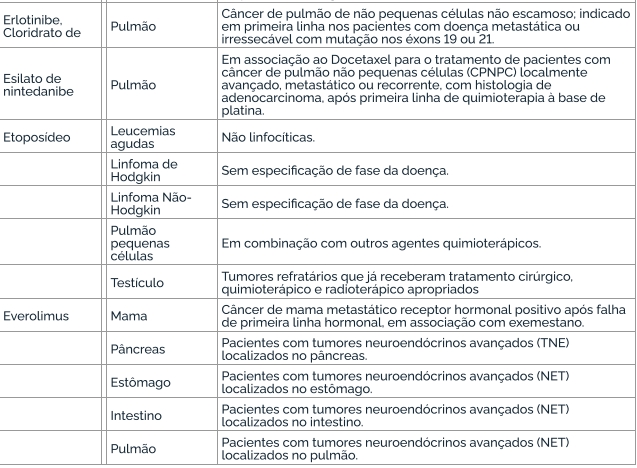 Erlotinibe,
Cloridrato de
Pulmão
Câncer de pulmão de não pequenas células não escamoso; indicado
em primeira linha nos pacientes com doença metastática ou
irressecável com mutação nos éxons 19 ou 21.
Esilato de
nintedanibe
Pulmão
Em associação ao Docetaxel para o tratamento de pacientes com
câncer de pulmão não pequenas células (CPNPC) localmente
avançado, metastático ou recorrente, com histologia de
adenocarcinoma, após primeira linha de quimioterapia à base de
platina.
Etoposídeo
Leucemias
agudas
Não linfocíticas.
Linfoma de
Hodgkin
Sem especificação de fase da doença.
Linfoma Não-
Hodgkin
Sem especificação de fase da doença.
Pulmão
pequenas
células
Em combinação com outros agentes quimioterápicos.
Testículo
Tumores refratários que já receberam tratamento cirúrgico,
quimioterápico e radioterápico apropriados
Everolimus
Mama
Câncer de mama metastático receptor hormonal positivo após falha
de primeira linha hormonal, em associação com exemestano.
Pâncreas
Pacientes com tumores neuroendócrinos avançados (TNE)
localizados no pâncreas.
Estômago
Pacientes com tumores neuroendócrinos avançados (NET)
localizados no estômago.
Intestino
Pacientes com tumores neuroendócrinos avançados (NET)
localizados no intestino.
Pulmão
Pacientes com tumores neuroendócrinos avançados (NET)
localizados no pulmão.